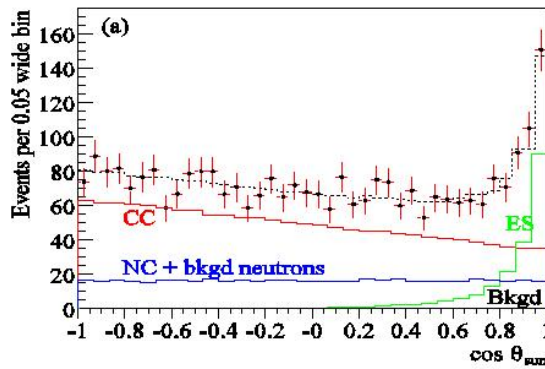 (a)
Events per 0.05 wide bin
160
140
120
100
80
60
40
20
0
CC
ES
NC + bkgd neutrons
Bkgd
-1 -0.8 -0.6 -0.4 -0.2 -0 0.2 0.4 0.6 0.8 1
cos θsun